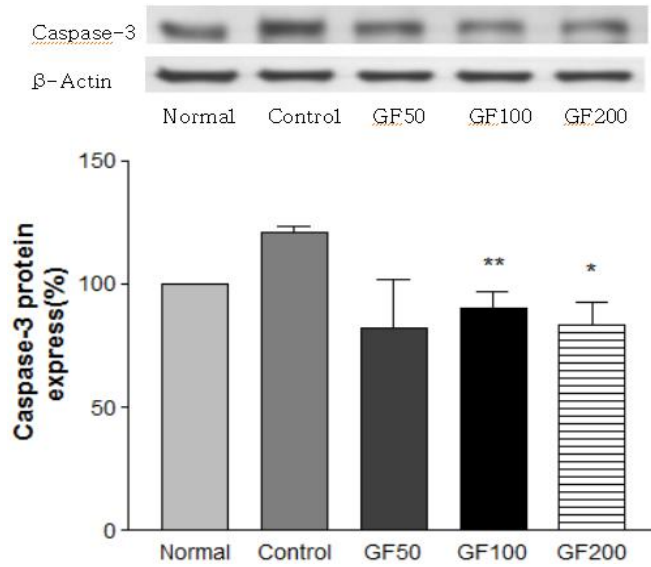 Caspase-3
β-Actin
Normal Control GF50 GF100 GF200
150
100
50
0
Caspase-3 protein
express(%)
** *
Normal Control GF50 GF100 GF200